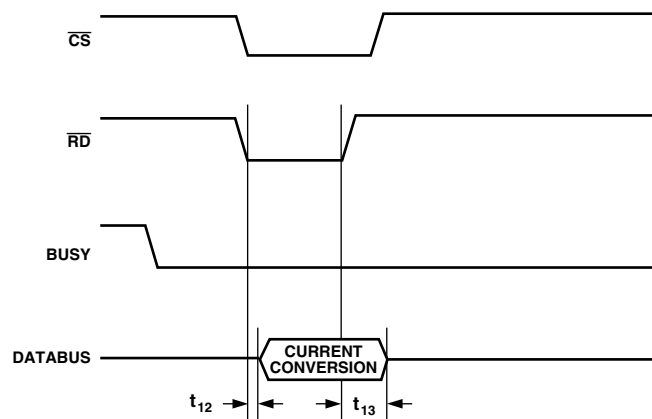 CS
RD
BUSY
DATABUS
CURRENT
CONVERSION
t12
t13